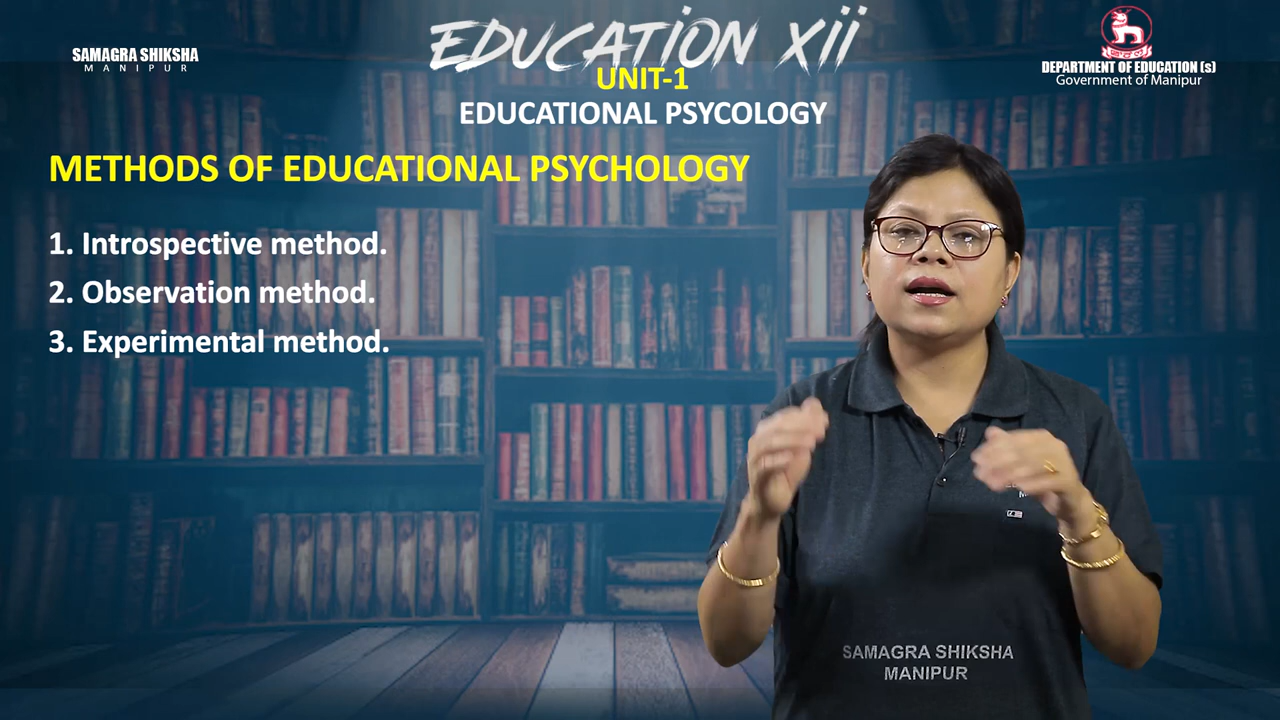 EDUCATION XII
SAMAGRA SHIKSHA
MANIPUR
UNIT-1
DEPARTMENT OF EDUCATION (s)
Government of Manipur
EDUCATIONAL PSYCOLOGY
METHODS OF EDUCATIONAL PSYCHOLOGY
1. Introspective method.
2. Observation method.
3. Experimental method.
SAMAGRA SHIKSHA
MANIPUR